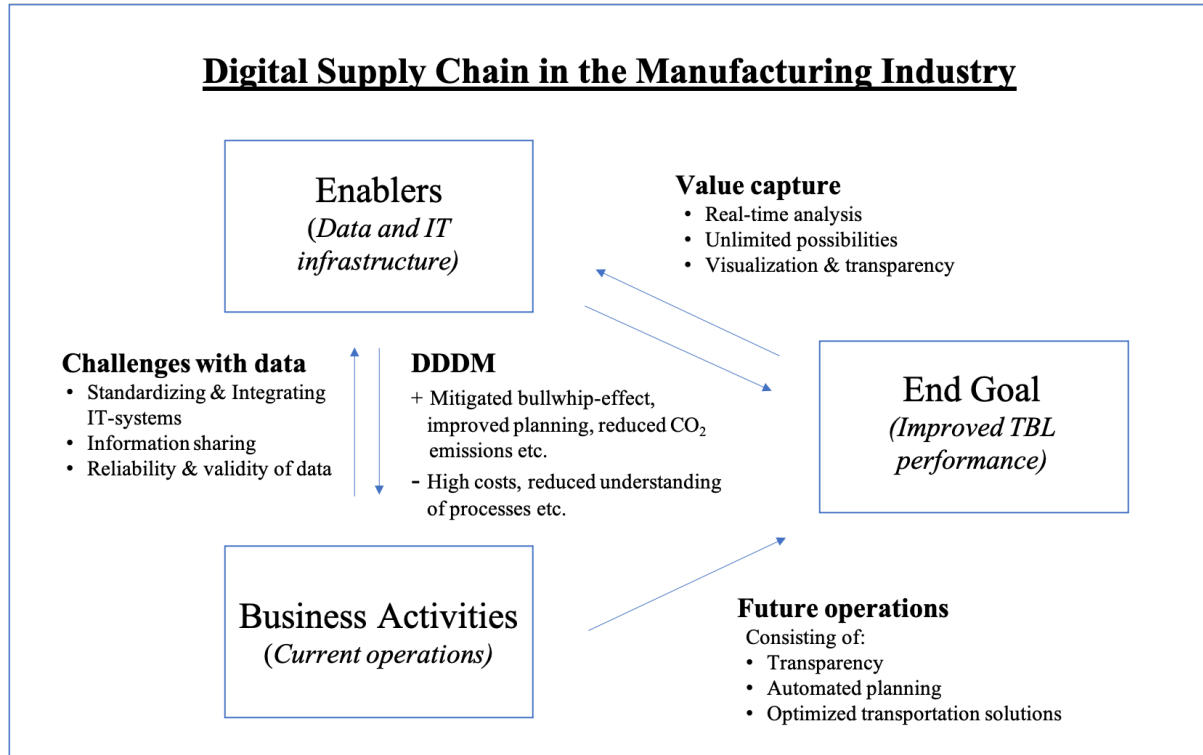 Digital Supply Chain in the Manufacturing Industry
Enablers
(Data and IT
infrastructure)
Value capture
• Real-time analysis
• Unlimited possibilities
• Visualization & transparency
Challenges with data
• Standardizing & Integrating
IT-systems
• Information sharing
• Reliability & validity of data
DDDM
+ Mitigated bullwhip-effect,
improved planning, reduced CO₂
emissions etc.
- High costs, reduced understanding
of processes etc.
End Goal
(Improved TBL
performance)
Business Activities
(Current operations)
Future operations
Consisting of:
• Transparency
• Automated planning
• Optimized transportation solutions